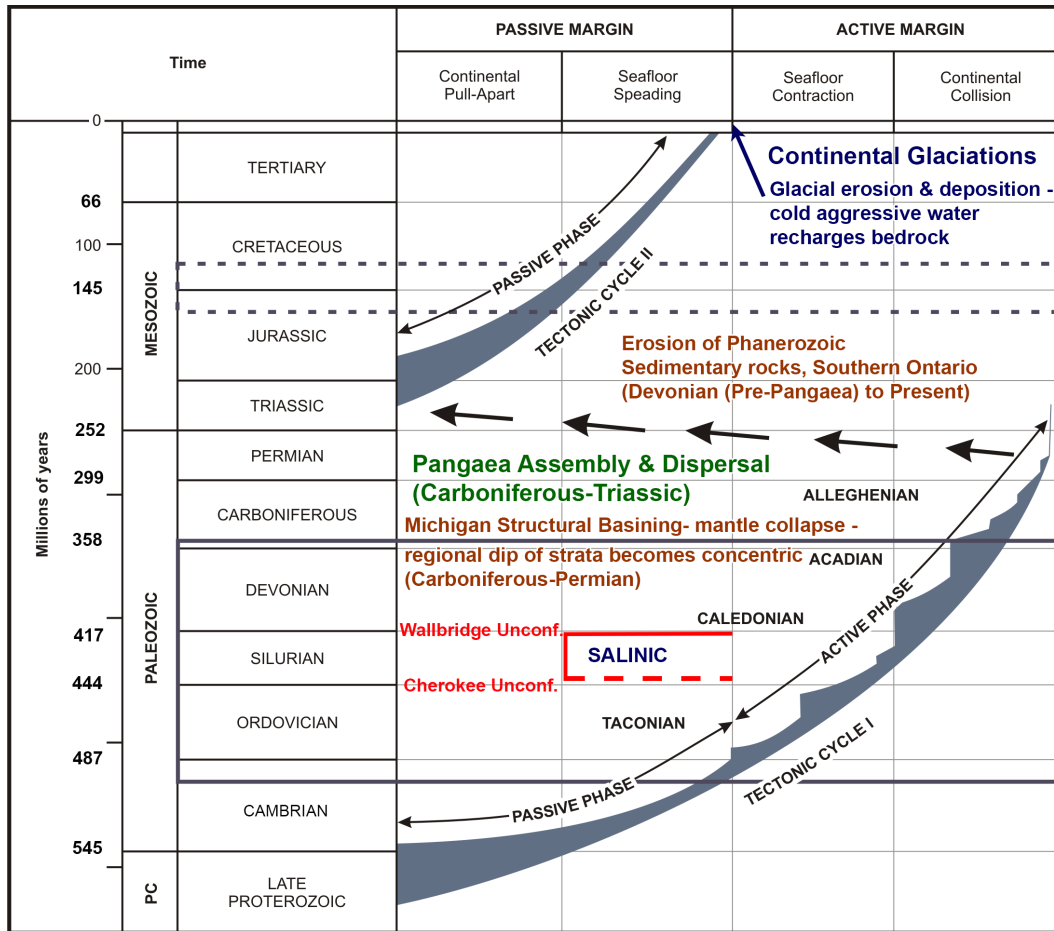 PASSIVE MARGIN
ACTIVE MARGIN
Time
Continental
Pull-Apart
Seafloor
Speading
Seafloor
Contraction
Continental
Collision
0
TERTIARY
Continental Glaciations
Glacial erosion & deposition -
cold aggressive water
recharges bedrock
66
100
CRETACEOUS
PASSIVE PHASE
TECTONIC CYCLE II
145
MESOZOIC
JURASSIC
Erosion of Phanerozoic
Sedimentary rocks, Southern Ontario
(Devonian (Pre-Pangaea) to Present)
200
TRIASSIC
252
PERMIAN
Pangaea Assembly & Dispersal
(Carboniferous-Triassic)
299
ALLEGHENIAN
CARBONIFEROUS
Michigan Structural Basining- mantle collapse -
regional dip of strata becomes concentric
(Carboniferous-Permian)
Millions of years
358
ACADIAN
DEVONIAN
PALEOZOIC
CALEDONIAN
ACTIVE PHASE
417
Wallbridge Unconf.
SILURIAN
SALINIC
444
Cherokee Unconf.
ORDOVICIAN
TACONIAN
487
TECTONIC CYCLE I
CAMBRIAN
PASSIVE PHASE
545
PC
LATE
PROTEROZOIC